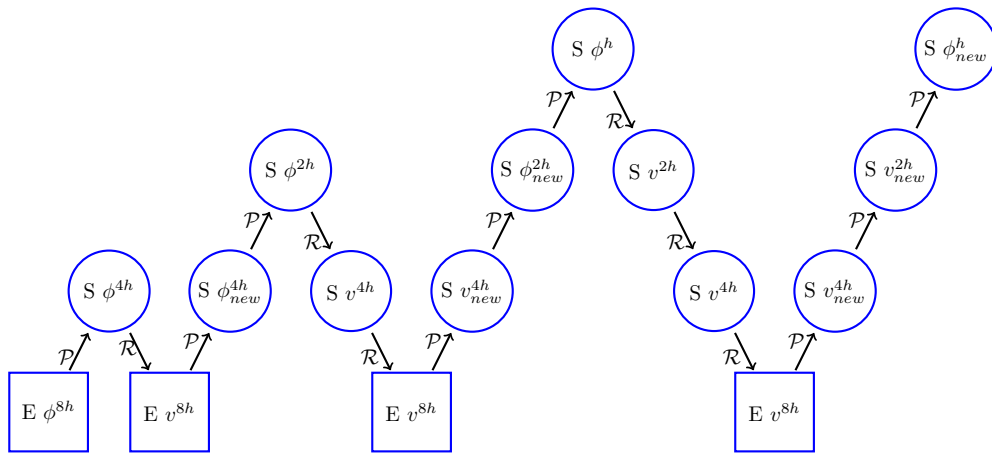 S $\phi^{h}$
S $\phi^{h}_{new}$
$\mathcal{P}$
$\mathcal{R}$
$\mathcal{P}$
S $\phi^{2h}$
S $\phi^{2h}_{new}$
S $v^{2h}$
S $v^{2h}_{new}$
$\mathcal{P}$
$\mathcal{R}$
$\mathcal{P}$
$\mathcal{R}$
$\mathcal{P}$
S $\phi^{4h}$
S $\phi^{4h}_{new}$
S $v^{4h}$
S $v^{4h}_{new}$
S $v^{4h}$
S $v^{4h}_{new}$
$\mathcal{P}$
$\mathcal{R}$
$\mathcal{P}$
$\mathcal{R}$
$\mathcal{P}$
$\mathcal{R}$
$\mathcal{P}$
E $\phi^{8h}$
E $v^{8h}$
E $v^{8h}$
E $v^{8h}$